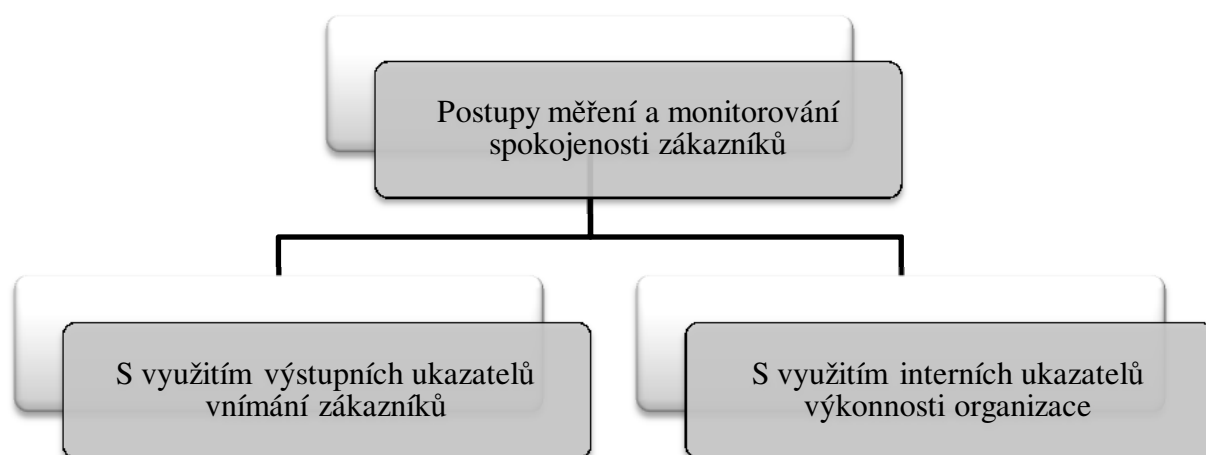 Postupy měření a monitorování
spokojenosti zákazníků
S využitím výstupních ukazatelů
vnímání zákazníků
S využitím interních ukazatelů
výkonnosti organizace